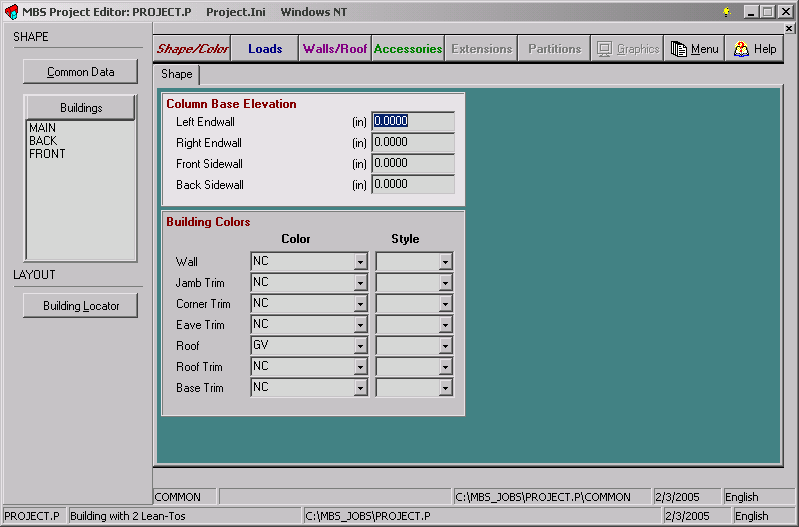 MBS Project Editor: PROJECT.P Project.Ini Windows NT
SHAPE
Common Data
Buildings
MAIN
BACK
FRONT
LAYOUT
Building Locator
Shape/Color Loads Walls/Roof Accessories Extensions Partitions Graphics Menu Help
Shape
Column Base Elevation
Left Endwall (in) 0.0000
Right Endwall (in) 0.0000
Front Sidewall (in) 0.0000
Back Sidewall (in) 0.0000
Building Colors
Color Style
Wall NC
Jamb Trim NC
Corner Trim NC
Eave Trim NC
Roof GV
Roof Trim NC
Base Trim NC
COMMON C:\MBS_JOBS\PROJECT.P\COMMON 2/3/2005 English
PROJECT.P Building with 2 Lean-Tos C:\MBS_JOBS\PROJECT.P 2/3/2005 English